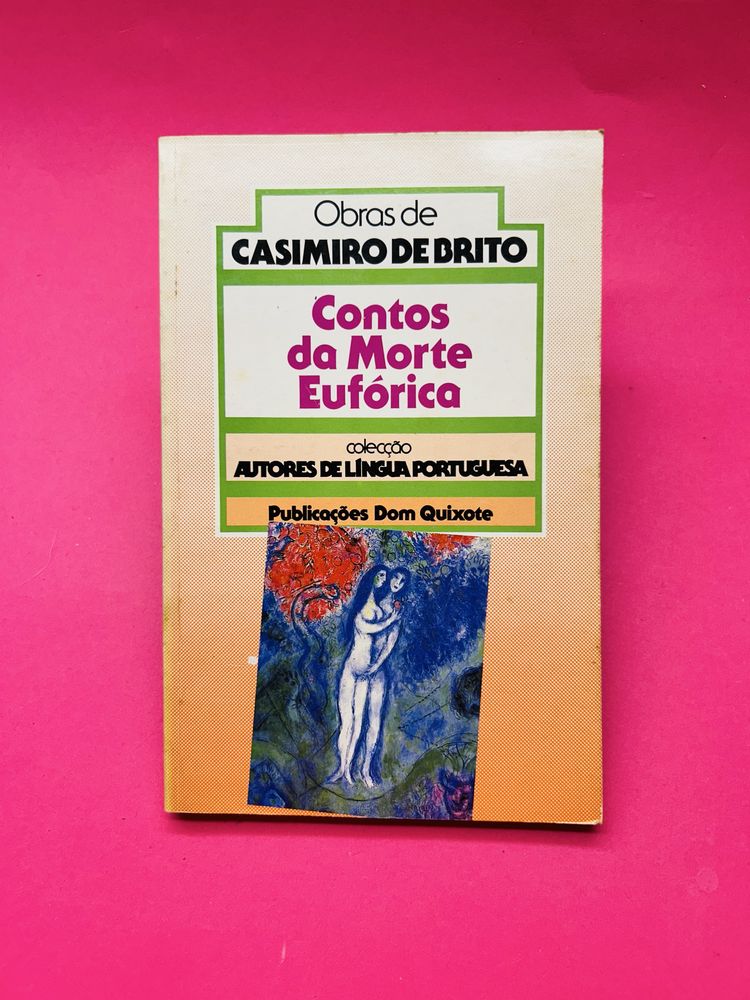 Obras de
CASIMIRO DE BRITO
Contos
da Morte
Eufórica
colecção
AUTORES DE LÍNGUA PORTUGUESA
Publicações Dom Quixote